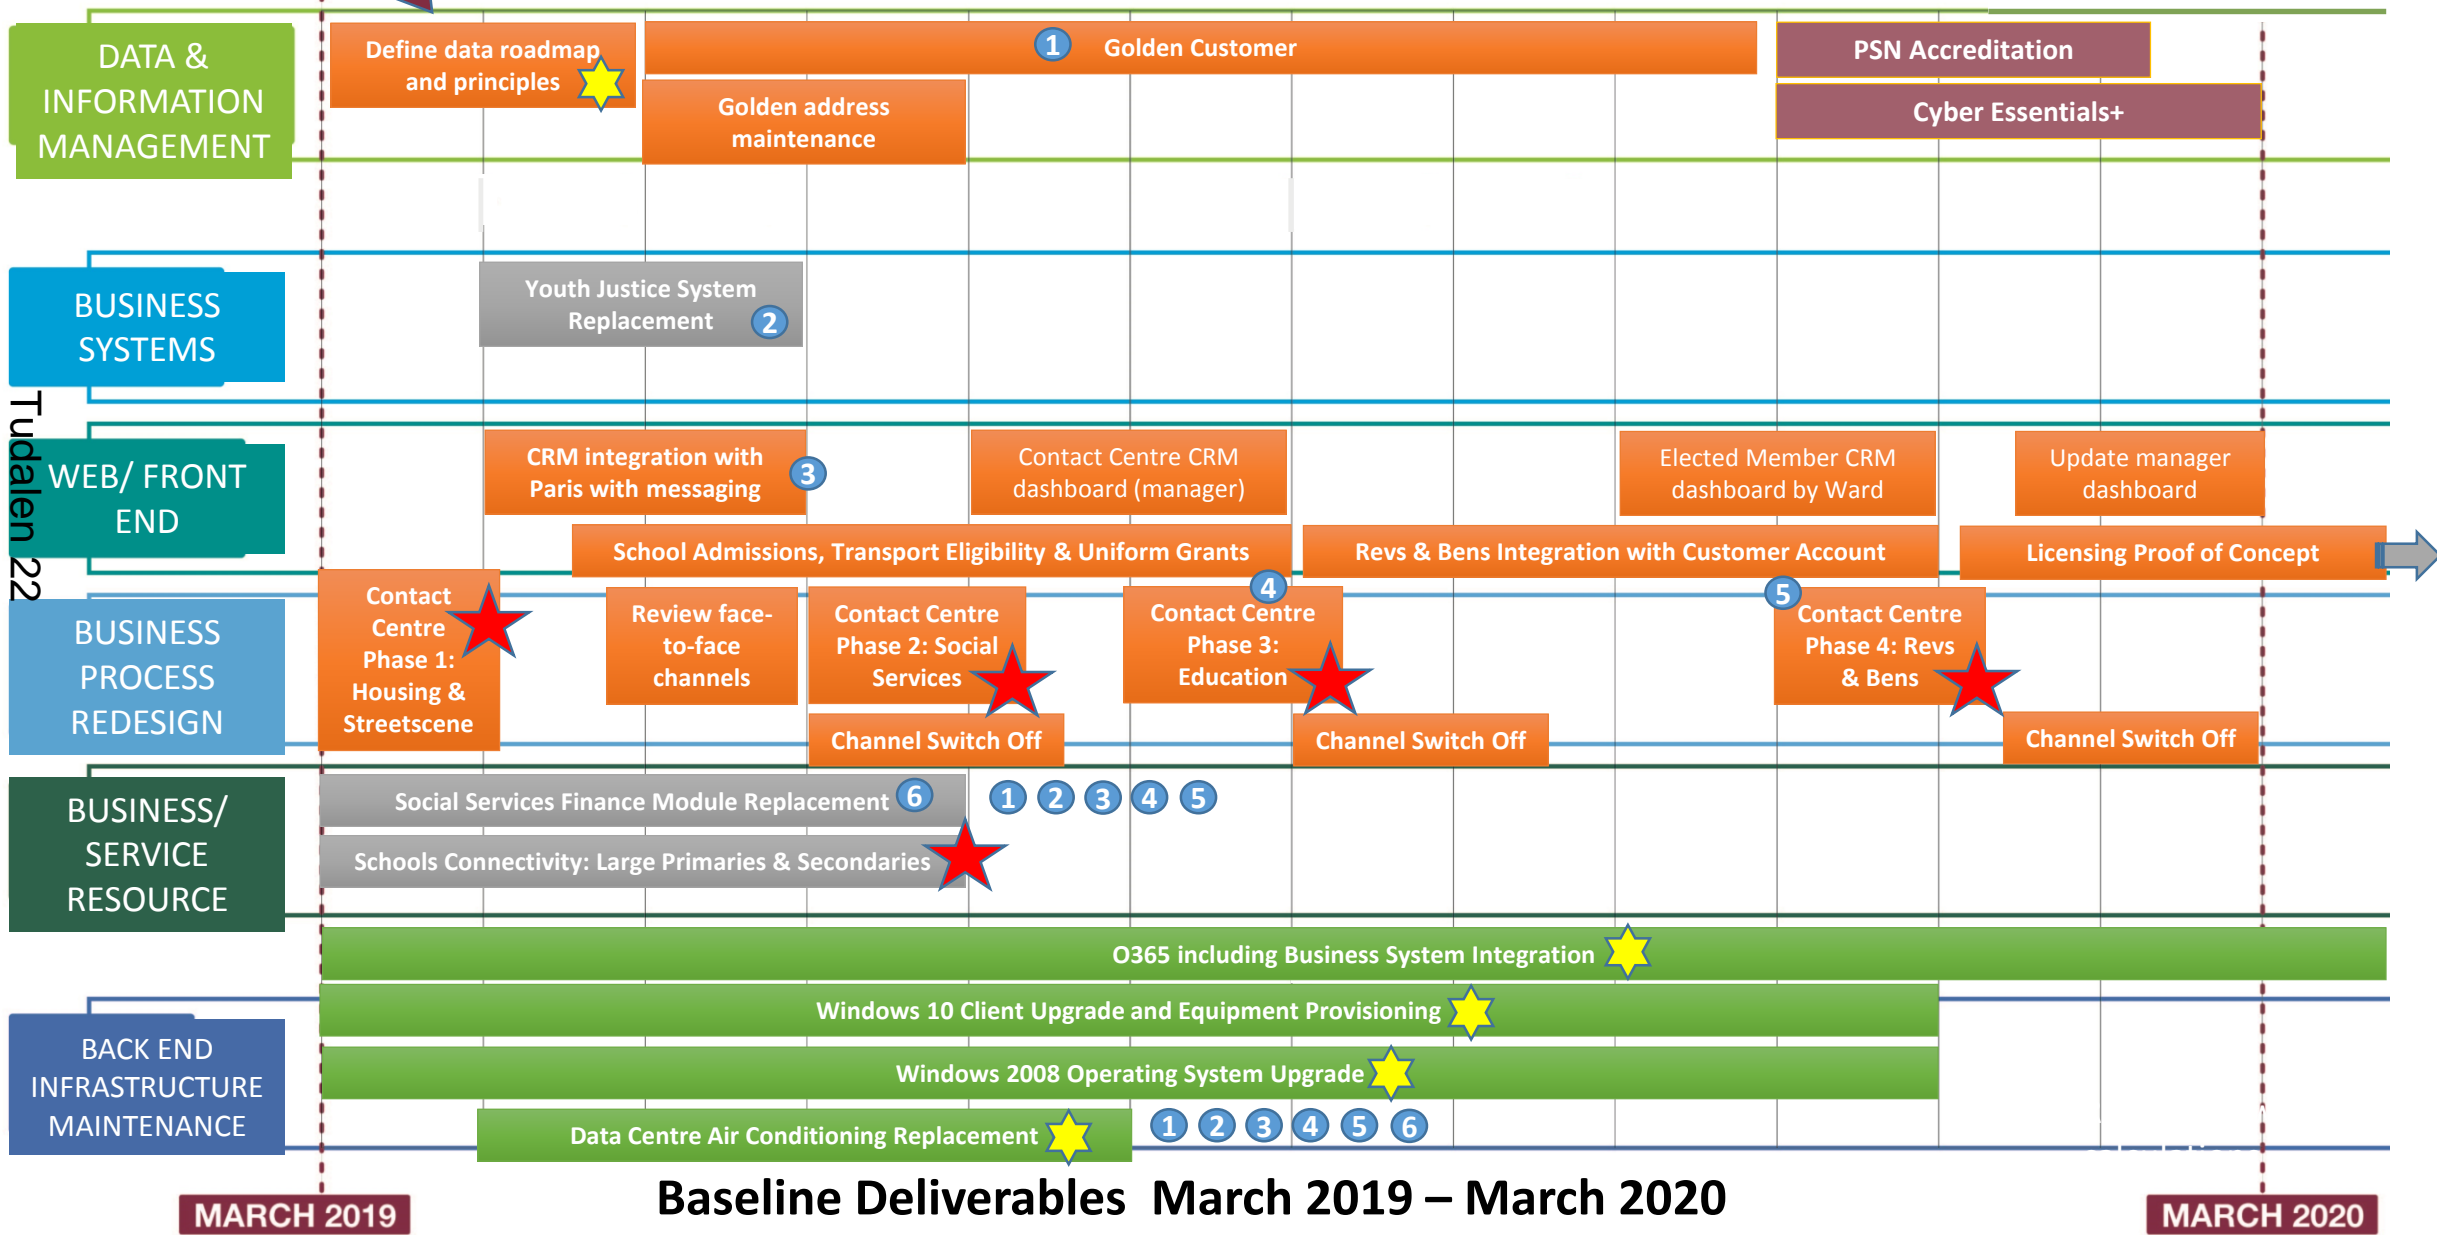 DATA &
INFORMATION
MANAGEMENT
Define data roadmap
and principles
1
Golden Customer
Golden address
maintenance
PSN Accreditation
Cyber Essentials+
BUSINESS
SYSTEMS
Youth Justice System
Replacement
2
Tudalen 22
WEB/ FRONT
END
CRM integration with
Paris with messaging
3
Contact Centre CRM
dashboard (manager)
Elected Member CRM
dashboard by Ward
Update manager
dashboard
School Admissions, Transport Eligibility & Uniform Grants
Revs & Bens Integration with Customer Account
Licensing Proof of Concept
BUSINESS
PROCESS
REDESIGN
Contact
Centre
Phase 1:
Housing &
Streetscene
Review face-
to-face
channels
Contact Centre
Phase 2: Social
Services
4
Contact Centre
Phase 3:
Education
5
Contact Centre
Phase 4: Revs
& Bens
Channel Switch Off
Channel Switch Off
Channel Switch Off
BUSINESS/
SERVICE
RESOURCE
Social Services Finance Module Replacement 6
1 2 3 4 5
Schools Connectivity: Large Primaries & Secondaries
O365 including Business System Integration
BACK END
INFRASTRUCTURE
MAINTENANCE
Windows 10 Client Upgrade and Equipment Provisioning
Windows 2008 Operating System Upgrade
Data Centre Air Conditioning Replacement
1 2 3 4 5 6
MARCH 2019
Baseline Deliverables March 2019 – March 2020
MARCH 2020